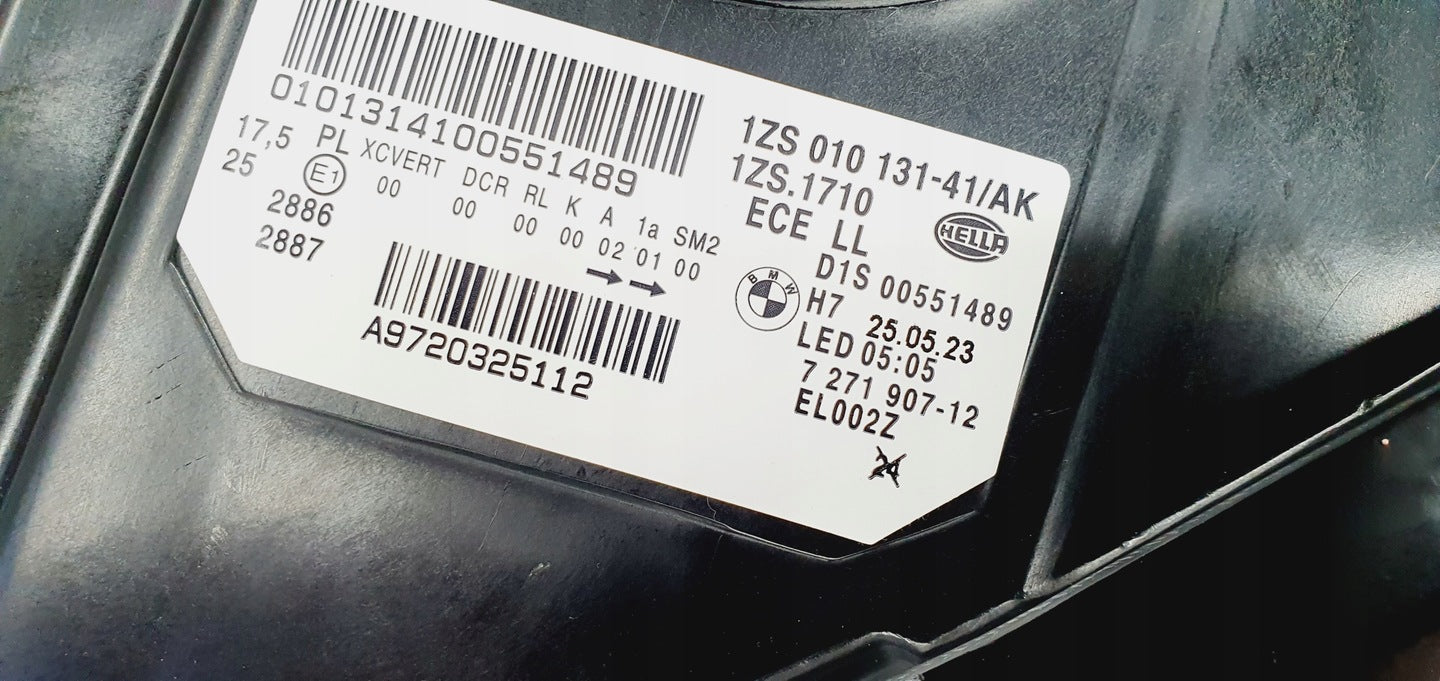 0101314100551489
17,5 PL XCVERT DCR RL K A 1a SM2
25 E1 00 00 00 00 02 01 00
2886
2887
A9720325112
1ZS 010 131-41/AK
1ZS.1710
ECE LL HELLA
D1S 00551489
BMW H7 25.05.23
LED 05:05
7 271 907-12
EL002Z
24